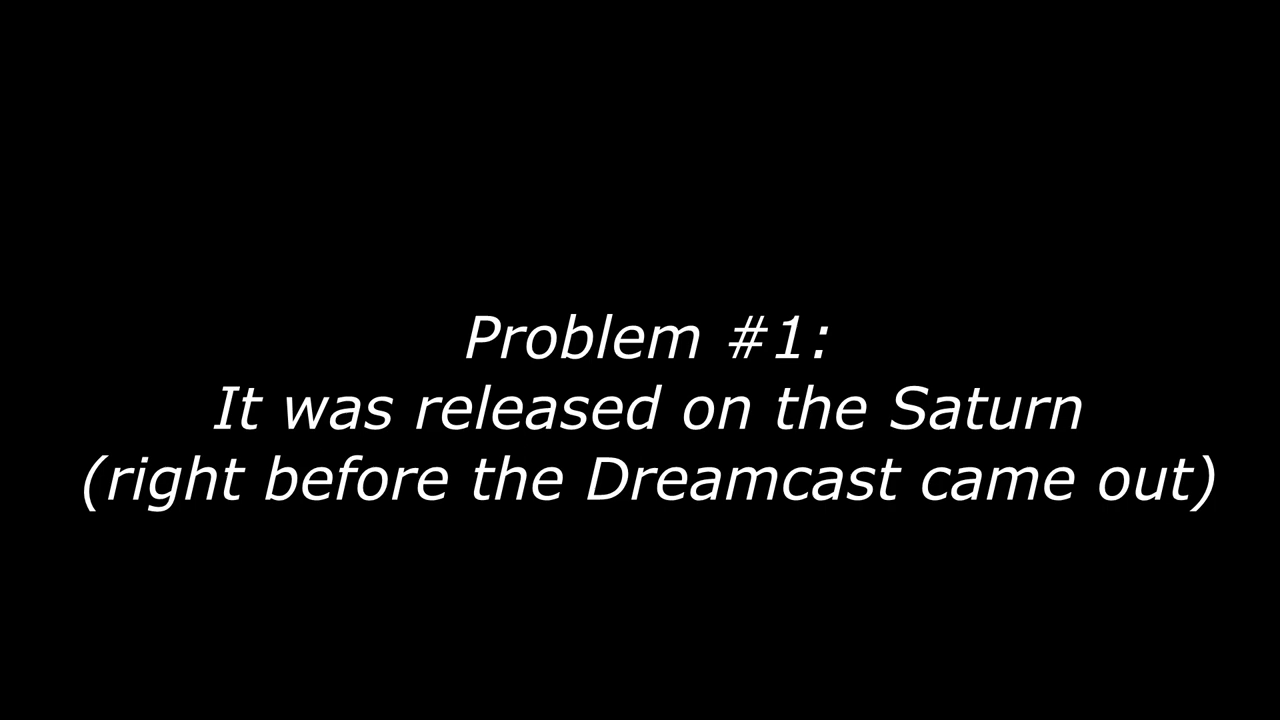 Problem #1:
It was released on the Saturn
(right before the Dreamcast came out)